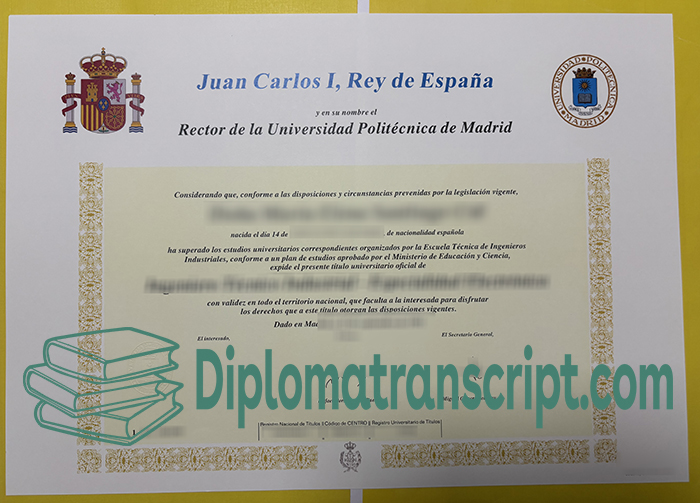 Juan Carlos I, Rey de España
UNIVERSIDAD POLITÉCNICA
MADRID
y en su nombre el
Rector de la Universidad Politécnica de Madrid
Considerando que, conforme a las disposiciones y circunstancias prevenidas por la legislación vigente,
nacida el día 14 de
de nacionalidad española
ha superado los estudios universitarios correspondientes organizados por la Escuela Técnica de Ingenieros
Industriales, conforme a un plan de estudios aprobado por el Ministerio de Educación y Ciencia,
expide el presente título universitario oficial de
con validez en todo el territorio nacional, que faculta a la interesada para disfrutar
los derechos que a este título otorgan las disposiciones vigentes.
Dado en
El interesado,
El Secretario General,
Diplomatranscript.com
Registro Nacional de Títulos Código de CENTRO Registro Universitario de Títulos